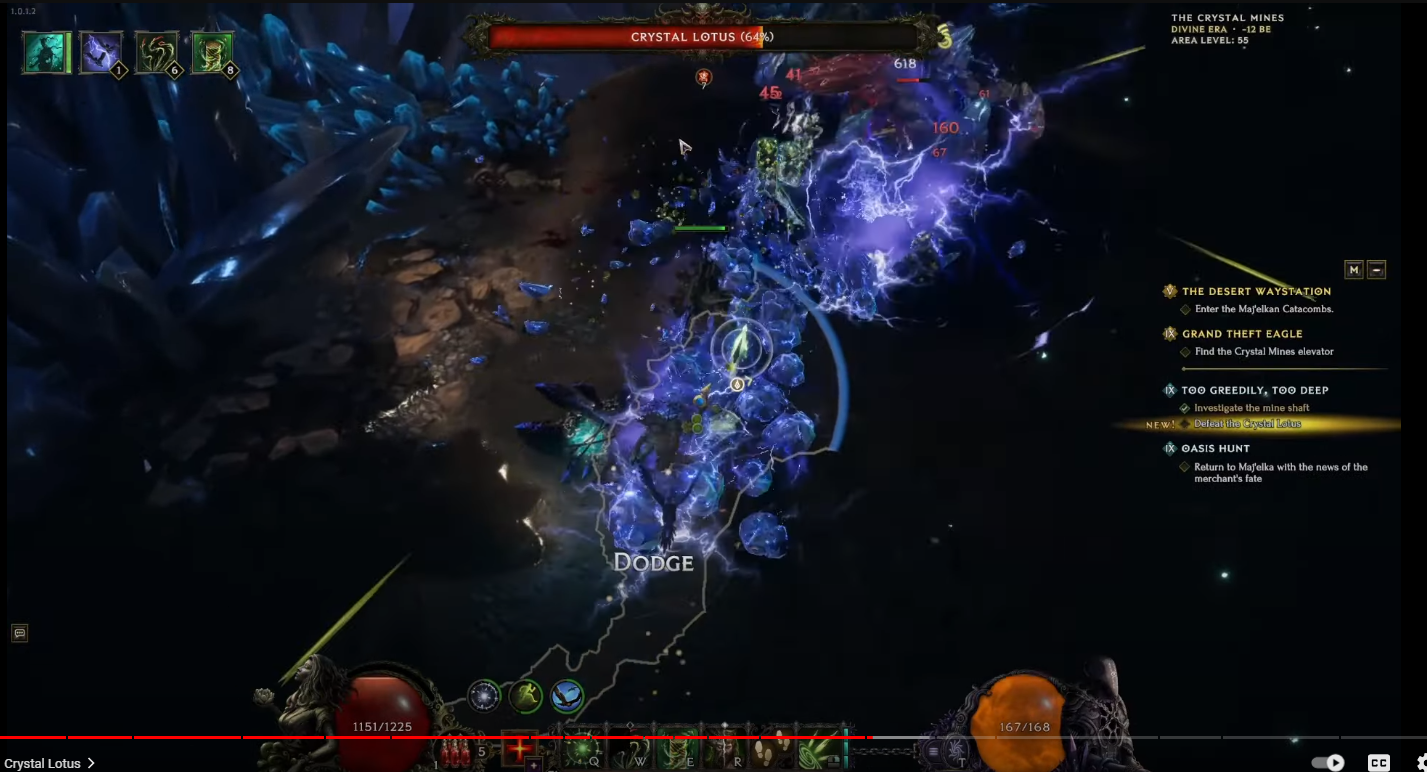 1.0.1.2
1
6
8
CRYSTAL LOTUS (64%)
7
THE CRYSTAL MINES
DIVINE ERA • -12 BE
AREA LEVEL: 55
618
41
45
61
160
67
M
THE DESERT WAYSTATION
Enter the Maj'elkan Catacombs.
GRAND THEFT EAGLE
Find the Crystal Mines elevator
TOO GREEDILY, TOO DEEP
Investigate the mine shaft
NEW! Defeat the Crystal Lotus
OASIS HUNT
Return to Maj'elka with the news of the
merchant's fate
7
DODGE
1151/1225
167/168
1
5
Q
W
E
R
T
Crystal Lotus
CC